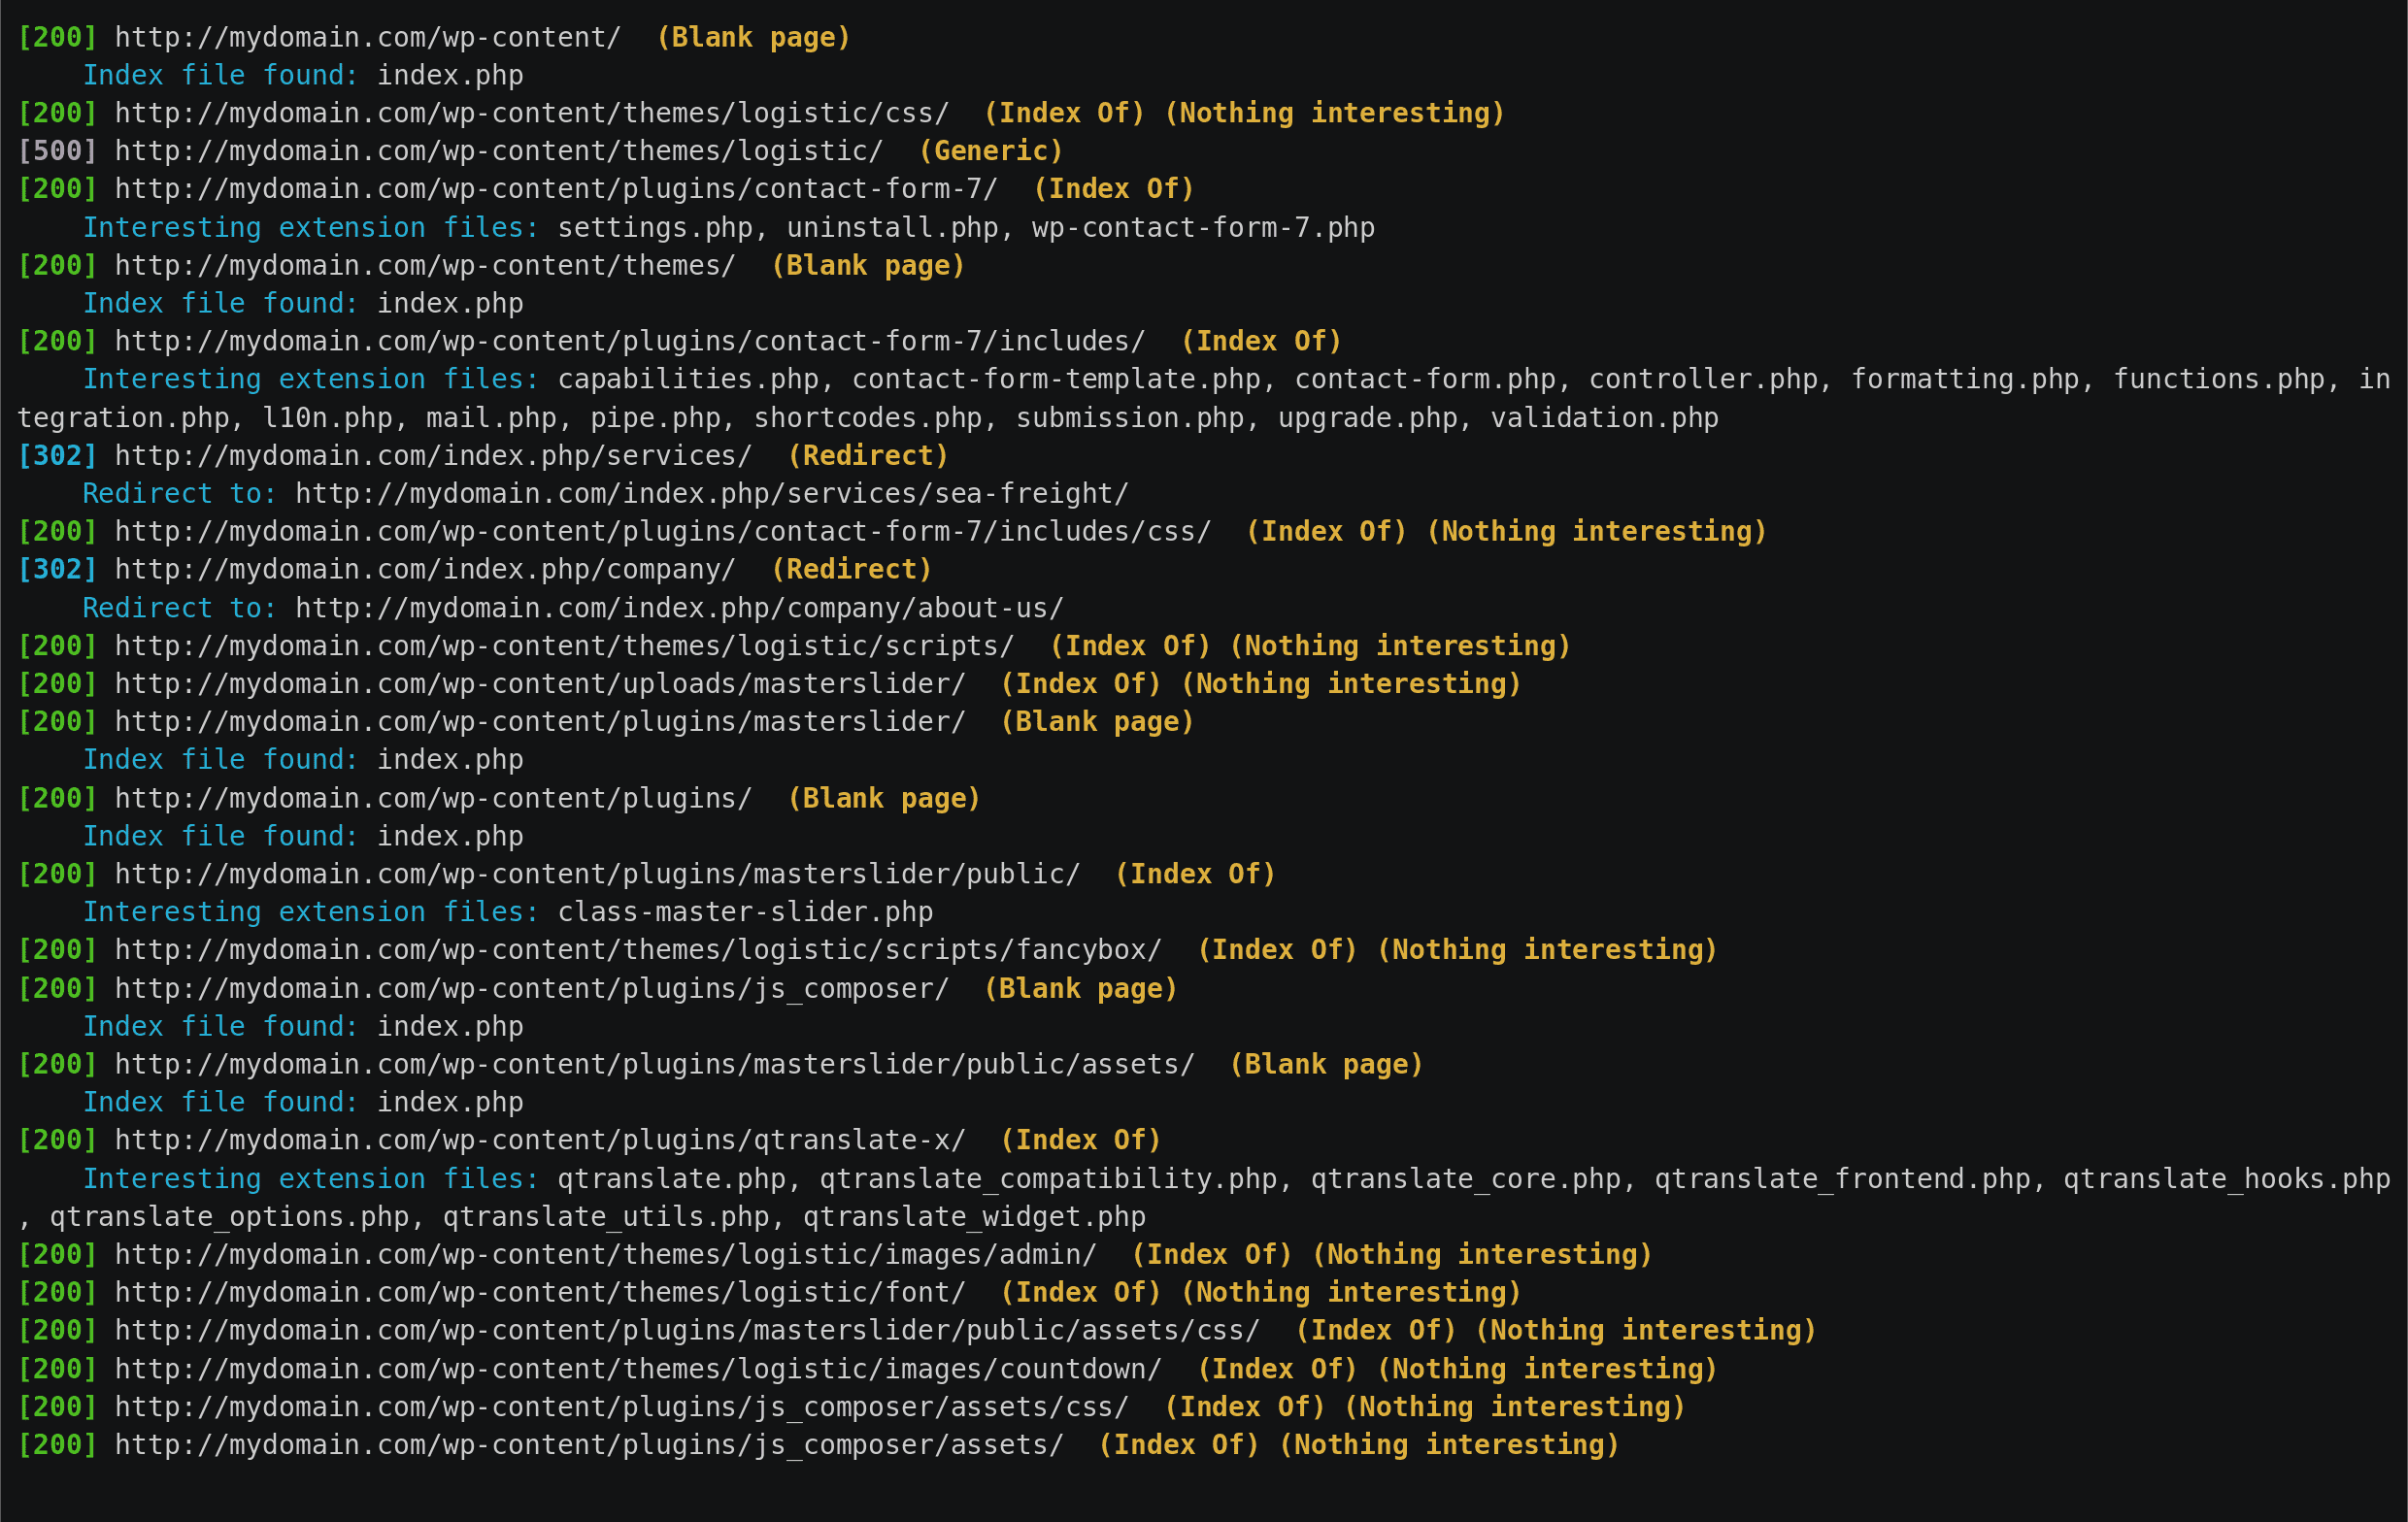 [200] http://mydomain.com/wp-content/  (Blank page)
    Index file found: index.php
[200] http://mydomain.com/wp-content/themes/logistic/css/  (Index Of) (Nothing interesting)
[500] http://mydomain.com/wp-content/themes/logistic/  (Generic)
[200] http://mydomain.com/wp-content/plugins/contact-form-7/  (Index Of)
    Interesting extension files: settings.php, uninstall.php, wp-contact-form-7.php
[200] http://mydomain.com/wp-content/themes/  (Blank page)
    Index file found: index.php
[200] http://mydomain.com/wp-content/plugins/contact-form-7/includes/  (Index Of)
    Interesting extension files: capabilities.php, contact-form-template.php, contact-form.php, controller.php, formatting.php, functions.php, in
tegration.php, l10n.php, mail.php, pipe.php, shortcodes.php, submission.php, upgrade.php, validation.php
[302] http://mydomain.com/index.php/services/  (Redirect)
    Redirect to: http://mydomain.com/index.php/services/sea-freight/
[200] http://mydomain.com/wp-content/plugins/contact-form-7/includes/css/  (Index Of) (Nothing interesting)
[302] http://mydomain.com/index.php/company/  (Redirect)
    Redirect to: http://mydomain.com/index.php/company/about-us/
[200] http://mydomain.com/wp-content/themes/logistic/scripts/  (Index Of) (Nothing interesting)
[200] http://mydomain.com/wp-content/uploads/masterslider/  (Index Of) (Nothing interesting)
[200] http://mydomain.com/wp-content/plugins/masterslider/  (Blank page)
    Index file found: index.php
[200] http://mydomain.com/wp-content/plugins/  (Blank page)
    Index file found: index.php
[200] http://mydomain.com/wp-content/plugins/masterslider/public/  (Index Of)
    Interesting extension files: class-master-slider.php
[200] http://mydomain.com/wp-content/themes/logistic/scripts/fancybox/  (Index Of) (Nothing interesting)
[200] http://mydomain.com/wp-content/plugins/js_composer/  (Blank page)
    Index file found: index.php
[200] http://mydomain.com/wp-content/plugins/masterslider/public/assets/  (Blank page)
    Index file found: index.php
[200] http://mydomain.com/wp-content/plugins/qtranslate-x/  (Index Of)
    Interesting extension files: qtranslate.php, qtranslate_compatibility.php, qtranslate_core.php, qtranslate_frontend.php, qtranslate_hooks.php
, qtranslate_options.php, qtranslate_utils.php, qtranslate_widget.php
[200] http://mydomain.com/wp-content/themes/logistic/images/admin/  (Index Of) (Nothing interesting)
[200] http://mydomain.com/wp-content/themes/logistic/font/  (Index Of) (Nothing interesting)
[200] http://mydomain.com/wp-content/plugins/masterslider/public/assets/css/  (Index Of) (Nothing interesting)
[200] http://mydomain.com/wp-content/themes/logistic/images/countdown/  (Index Of) (Nothing interesting)
[200] http://mydomain.com/wp-content/plugins/js_composer/assets/css/  (Index Of) (Nothing interesting)
[200] http://mydomain.com/wp-content/plugins/js_composer/assets/  (Index Of) (Nothing interesting)